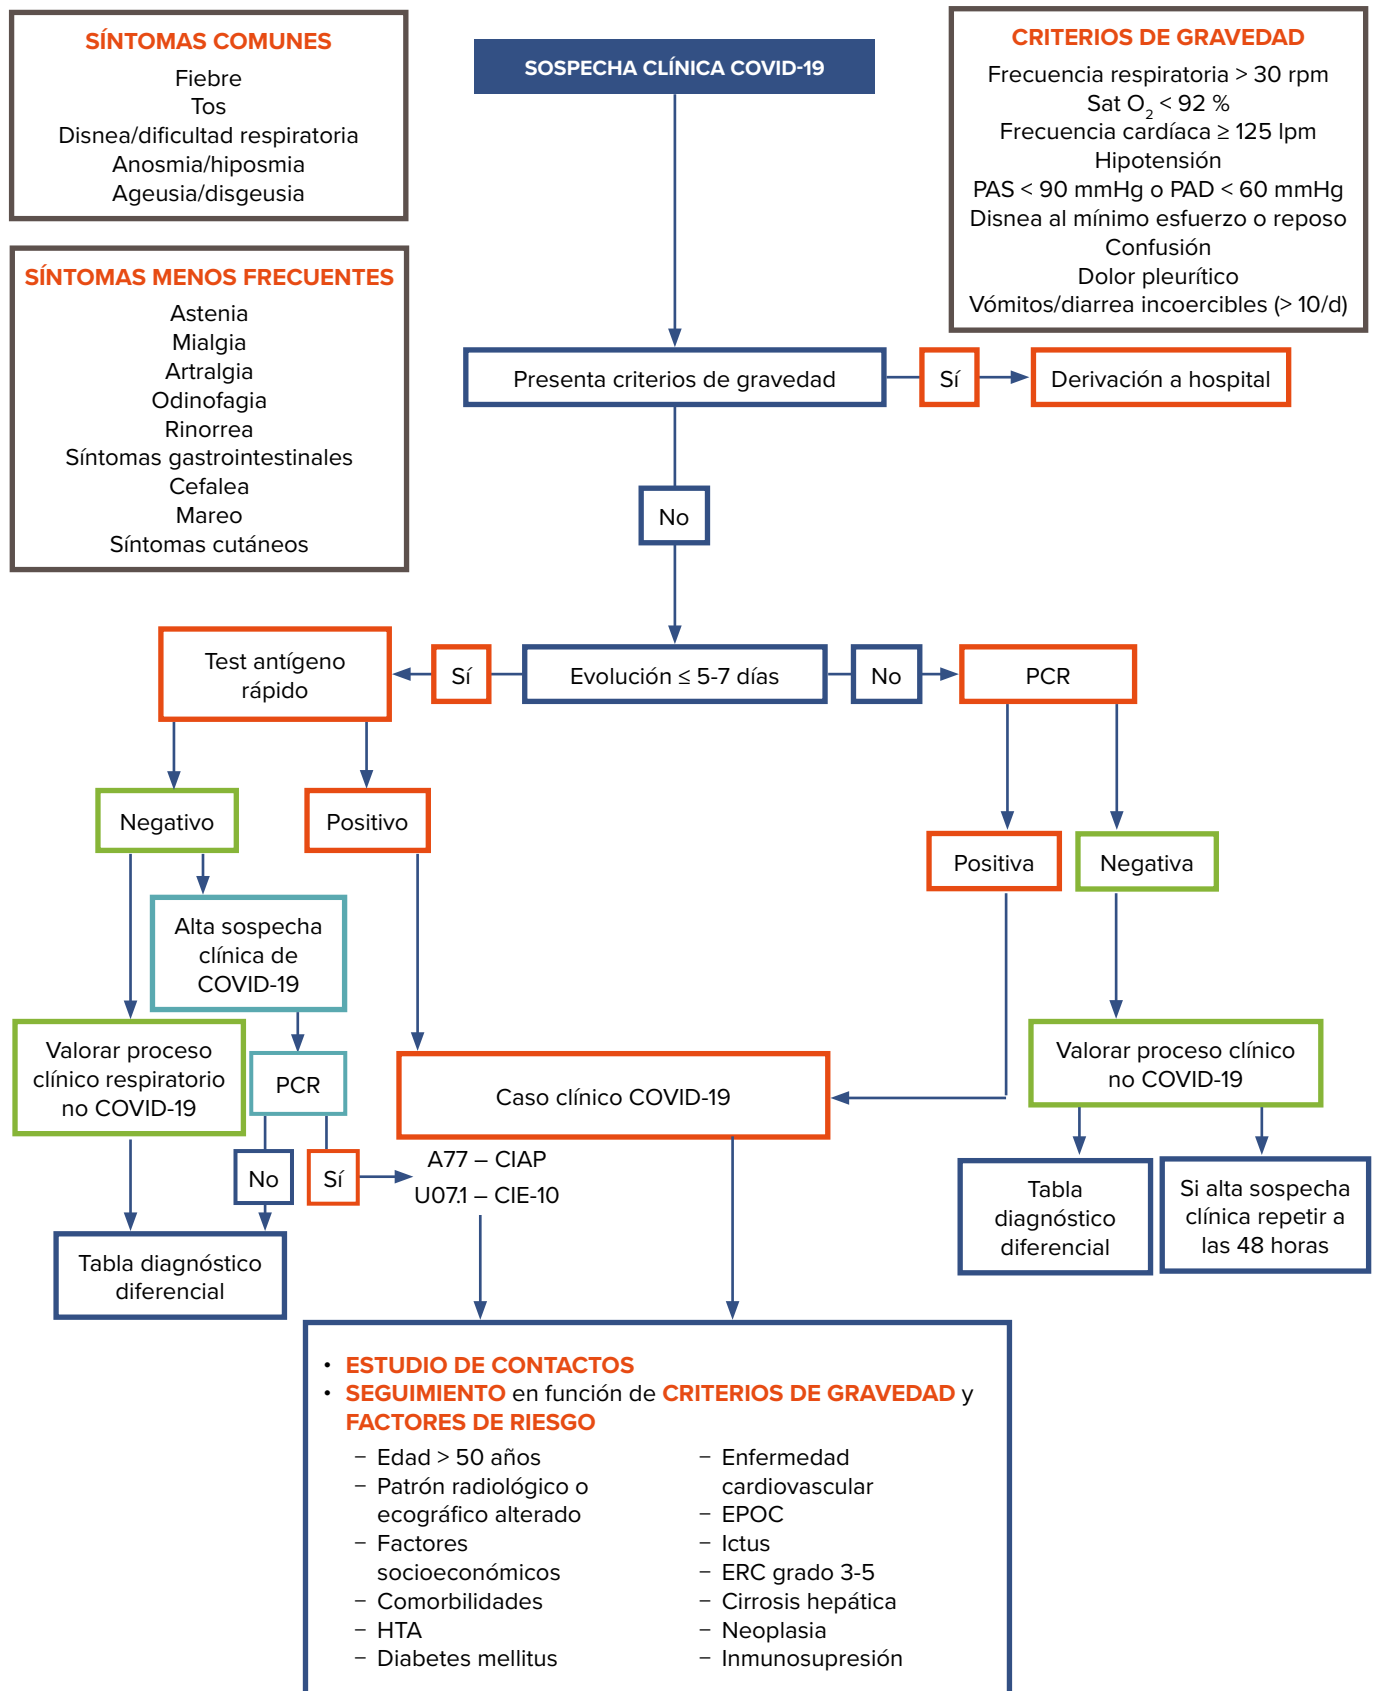 SÍNTOMAS COMUNES
Fiebre
Tos
Disnea/dificultad respiratoria
Anosmia/hiposmia
Ageusia/disgeusia
SOSPECHA CLÍNICA COVID-19
CRITERIOS DE GRAVEDAD
Frecuencia respiratoria > 30 rpm
Sat O₂ < 92 %
Frecuencia cardíaca ≥ 125 lpm
Hipotensión
PAS < 90 mmHg o PAD < 60 mmHg
Disnea al mínimo esfuerzo o reposo
Confusión
Dolor pleurítico
Vómitos/diarrea incoercibles (> 10/d)
SÍNTOMAS MENOS FRECUENTES
Astenia
Mialgia
Artralgia
Odinofagia
Rinorrea
Síntomas gastrointestinales
Cefalea
Mareo
Síntomas cutáneos
Presenta criterios de gravedad
Sí
Derivación a hospital
No
Test antígeno
rápido
Sí
Evolución ≤ 5-7 días
No
PCR
Negativo
Positivo
Positiva
Negativa
Alta sospecha
clínica de
COVID-19
Valorar proceso
clínico respiratorio
no COVID-19
PCR
Caso clínico COVID-19
Valorar proceso clínico
no COVID-19
No
Sí
A77 – CIAP
U07.1 – CIE-10
Tabla
diagnóstico
diferencial
Si alta sospecha
clínica repetir a
las 48 horas
Tabla diagnóstico
diferencial
• ESTUDIO DE CONTACTOS
• SEGUIMIENTO en función de CRITERIOS DE GRAVEDAD y
FACTORES DE RIESGO
– Edad > 50 años
– Patrón radiológico o
ecográfico alterado
– Factores
socioeconómicos
– Comorbilidades
– HTA
– Diabetes mellitus
– Enfermedad
cardiovascular
– EPOC
– Ictus
– ERC grado 3-5
– Cirrosis hepática
– Neoplasia
– Inmunosupresión